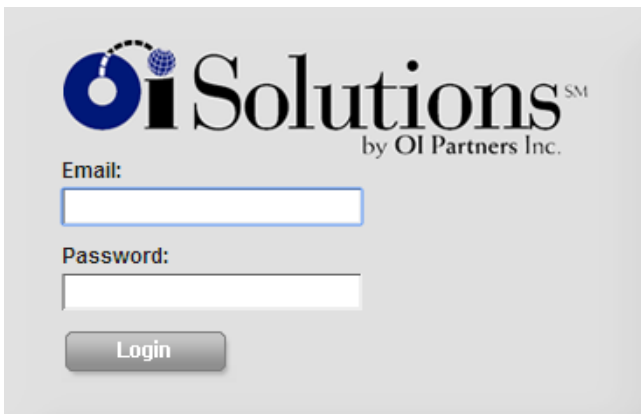 Oi Solutions SM
by OI Partners Inc.
Email:
Password:
Login